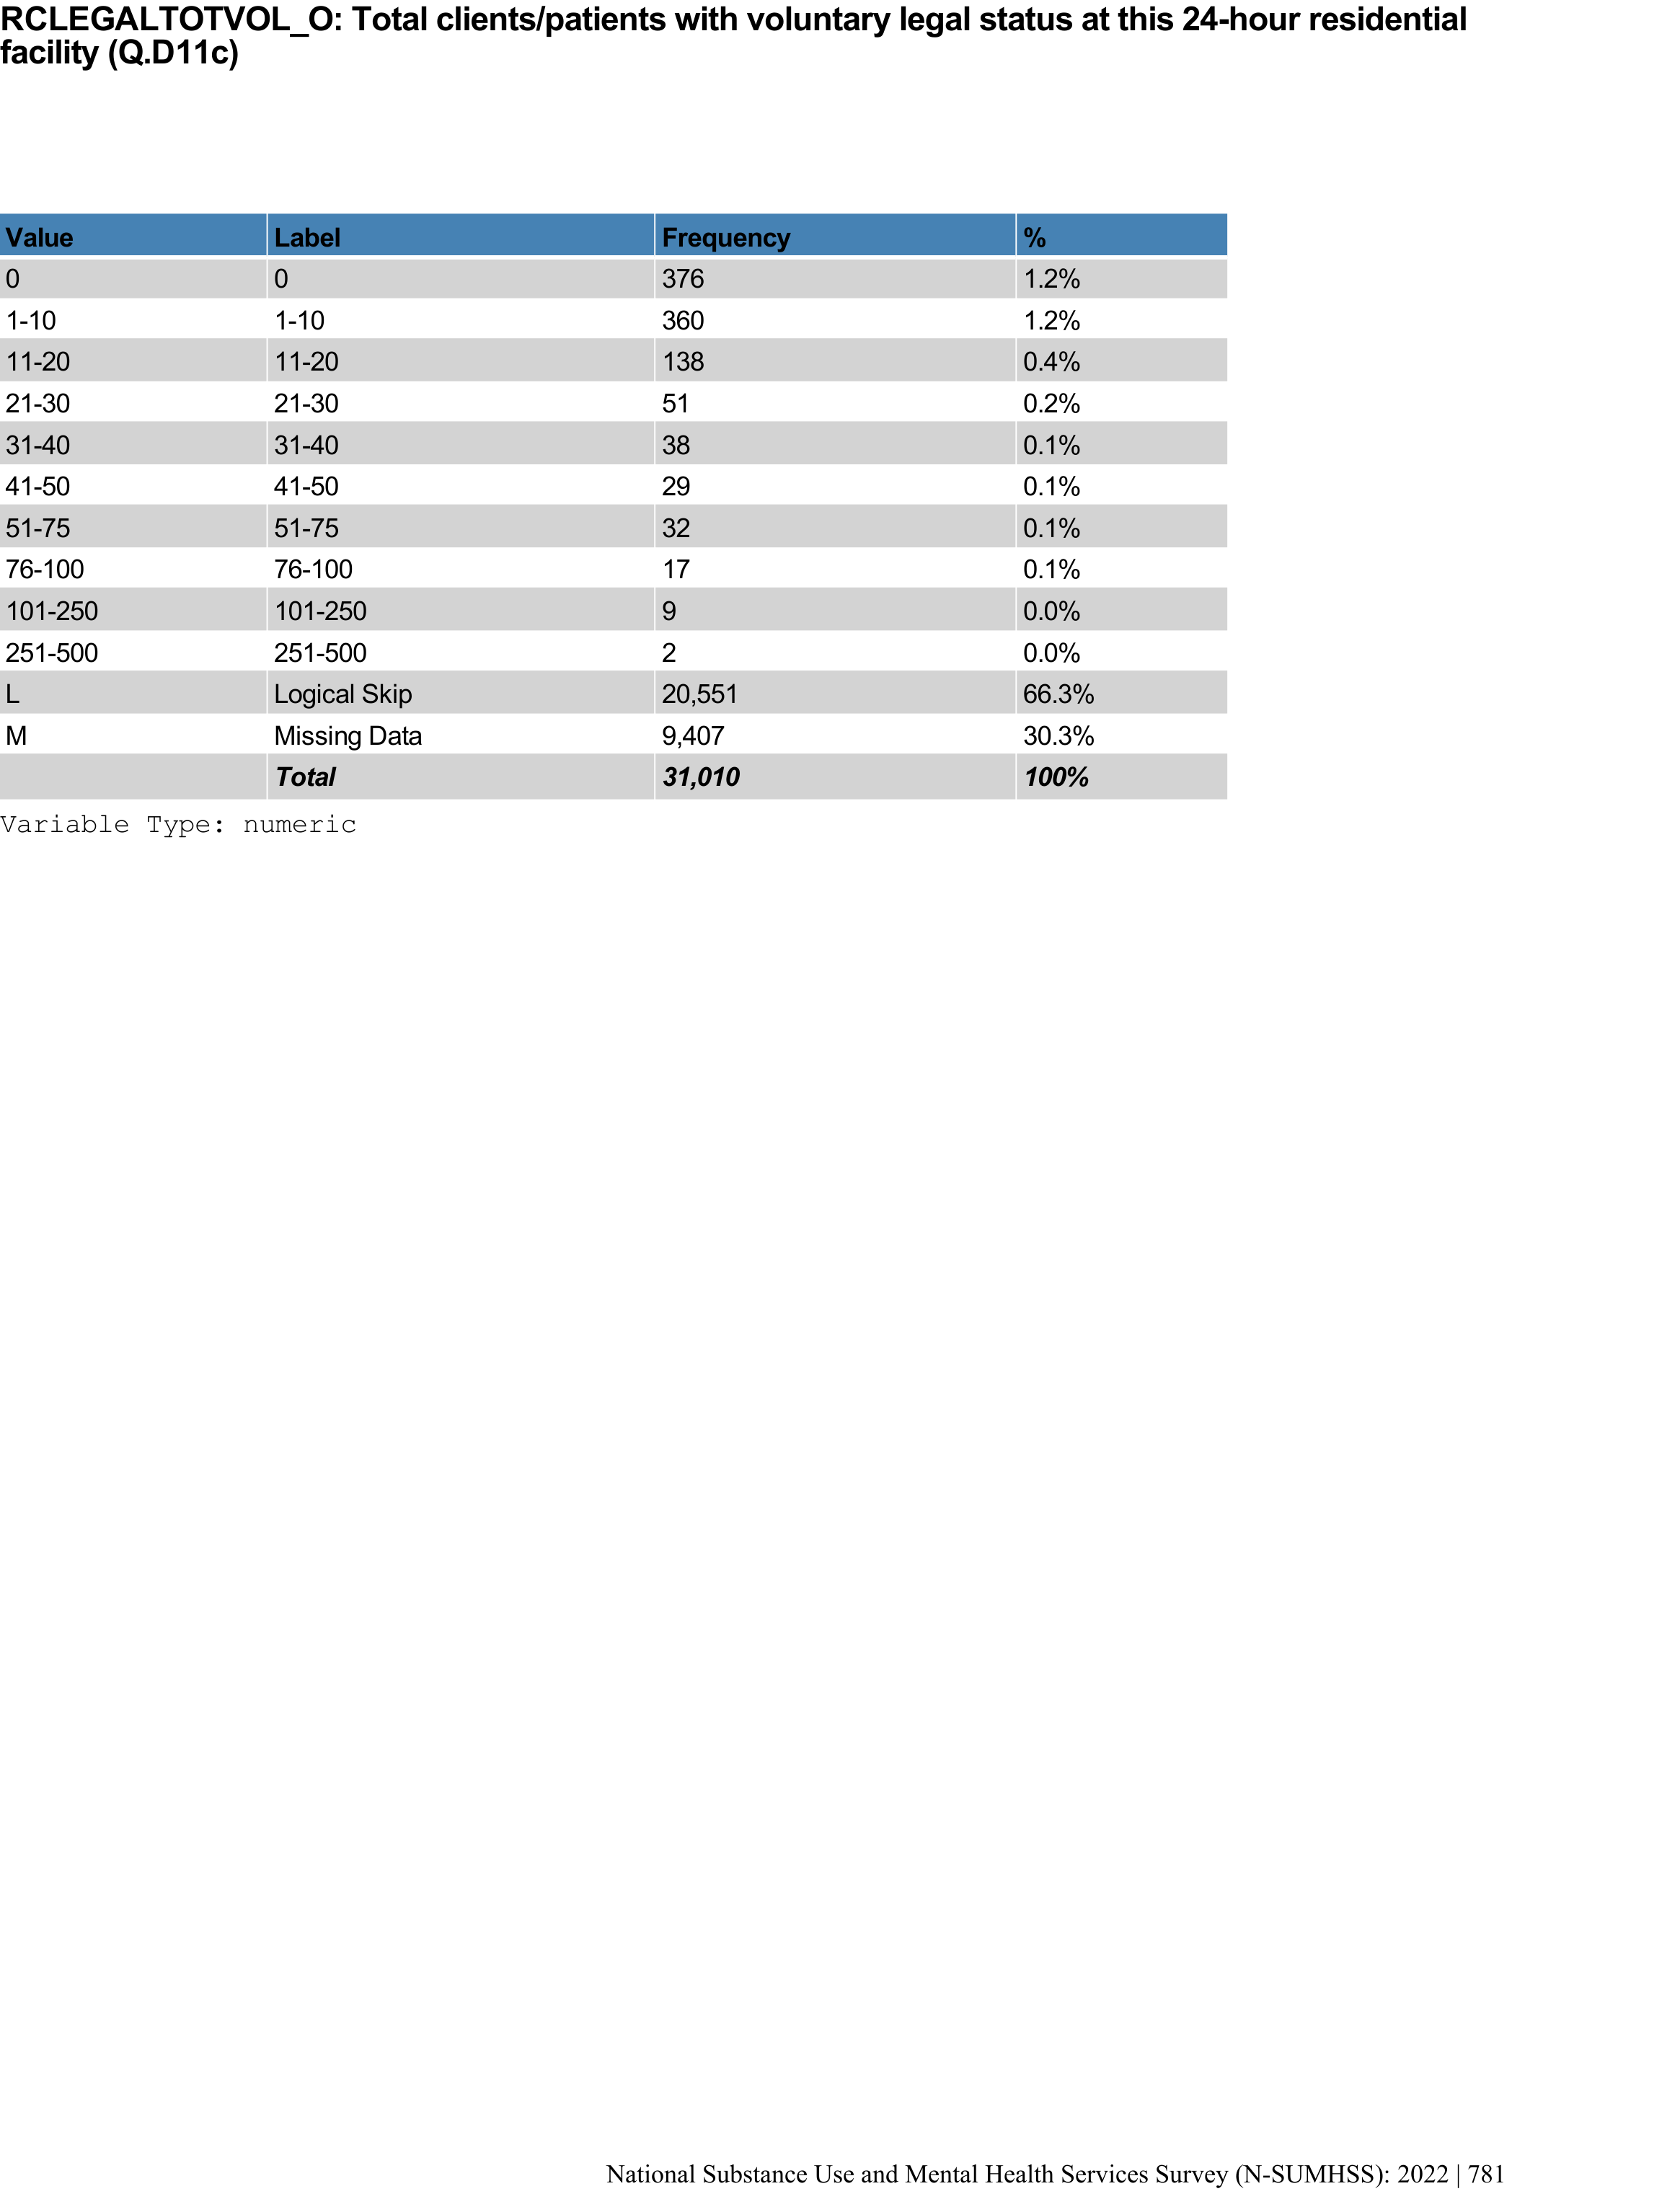 RCLEGALTOTVOL_O: Total clients/patients with voluntary legal status at this 24-hour residential
facility (Q.D11c)
Value Label Frequency %
0 0 376 1.2%
1-10 1-10 360 1.2%
11-20 11-20 138 0.4%
21-30 21-30 51 0.2%
31-40 31-40 38 0.1%
41-50 41-50 29 0.1%
51-75 51-75 32 0.1%
76-100 76-100 17 0.1%
101-250 101-250 9 0.0%
251-500 251-500 2 0.0%
L Logical Skip 20,551 66.3%
M Missing Data 9,407 30.3%
Total 31,010 100%
Variable Type: numeric
National Substance Use and Mental Health Services Survey (N-SUMHSS): 2022 | 781